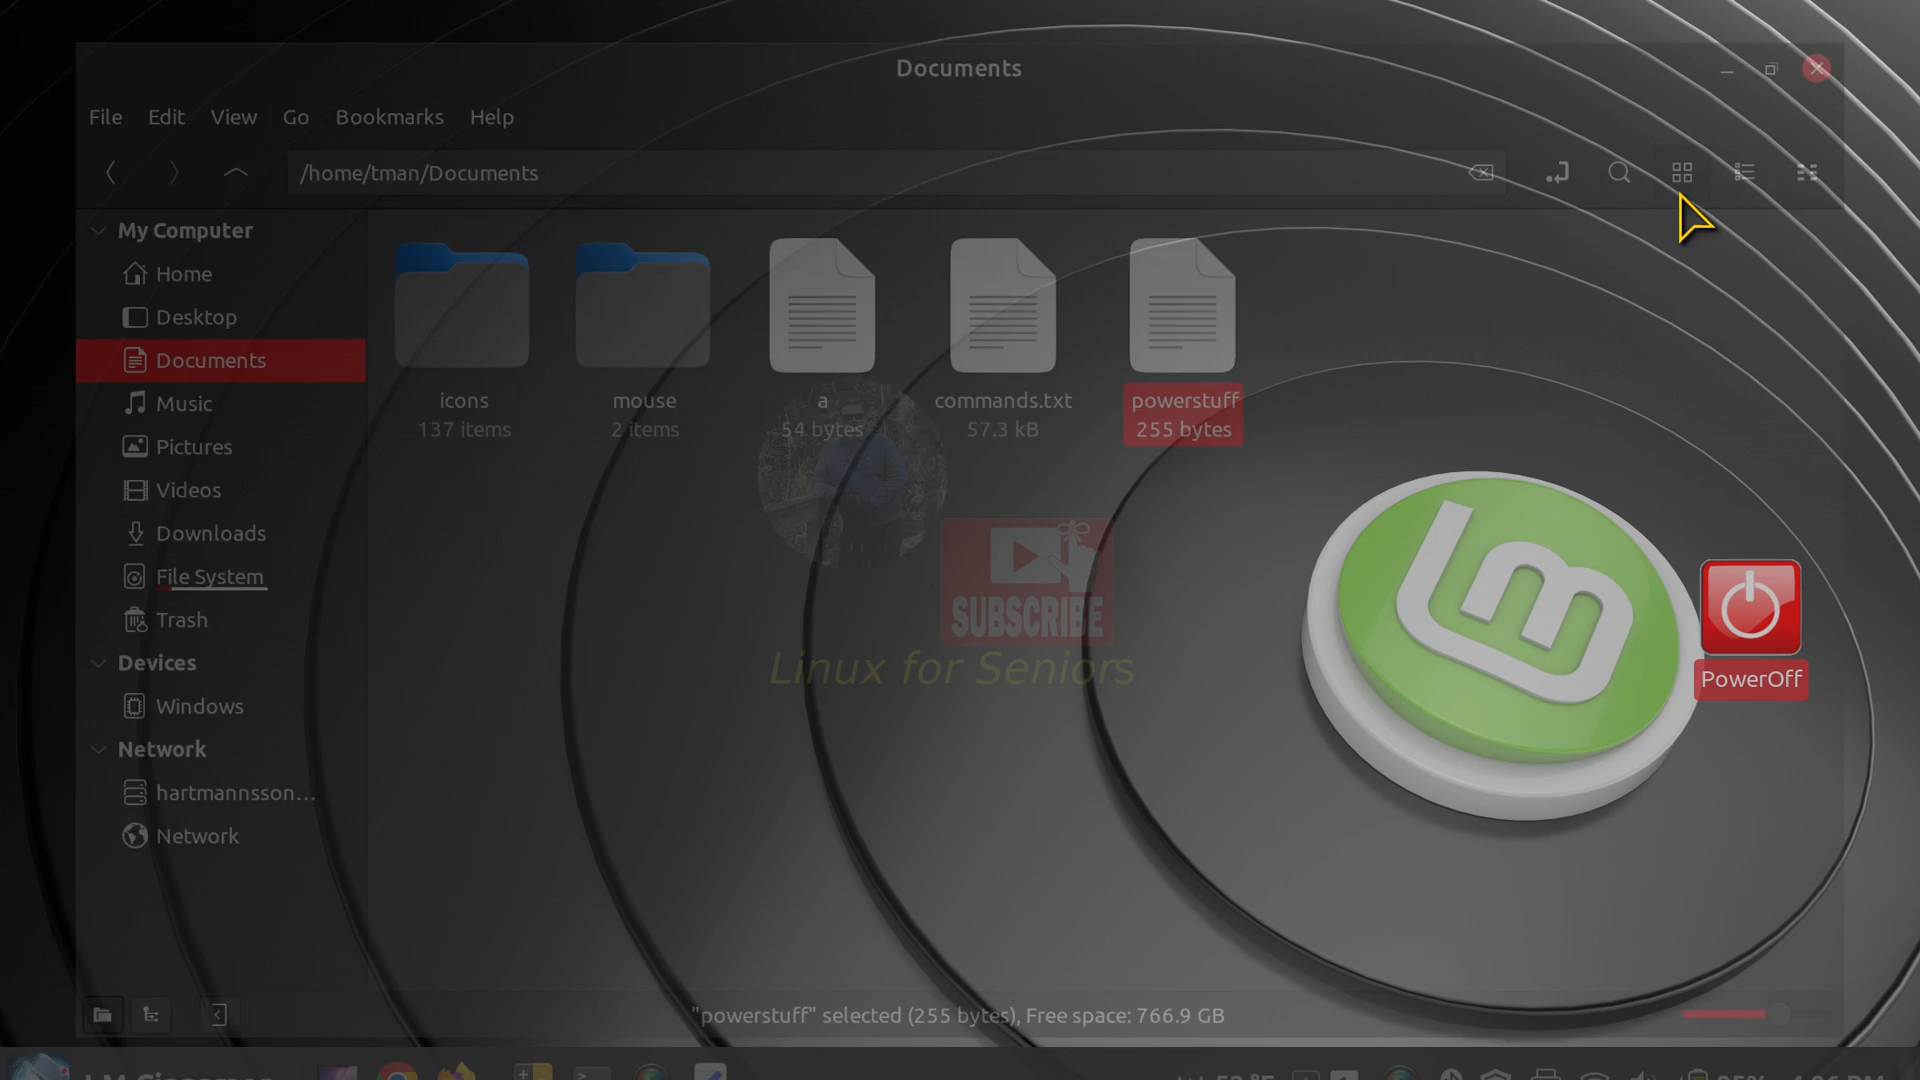 Documents
File Edit View Go Bookmarks Help
/home/tman/Documents
My Computer
Home
Desktop
Documents
Music
Pictures
Videos
Downloads
File System
Trash
Devices
Windows
Network
hartmannsson...
Network
icons
137 items
mouse
2 items
a
54 bytes
commands.txt
57.3 kB
powerstuff
255 bytes
SUBSCRIBE
Linux for Seniors
PowerOff
"powerstuff" selected (255 bytes), Free space: 766.9 GB